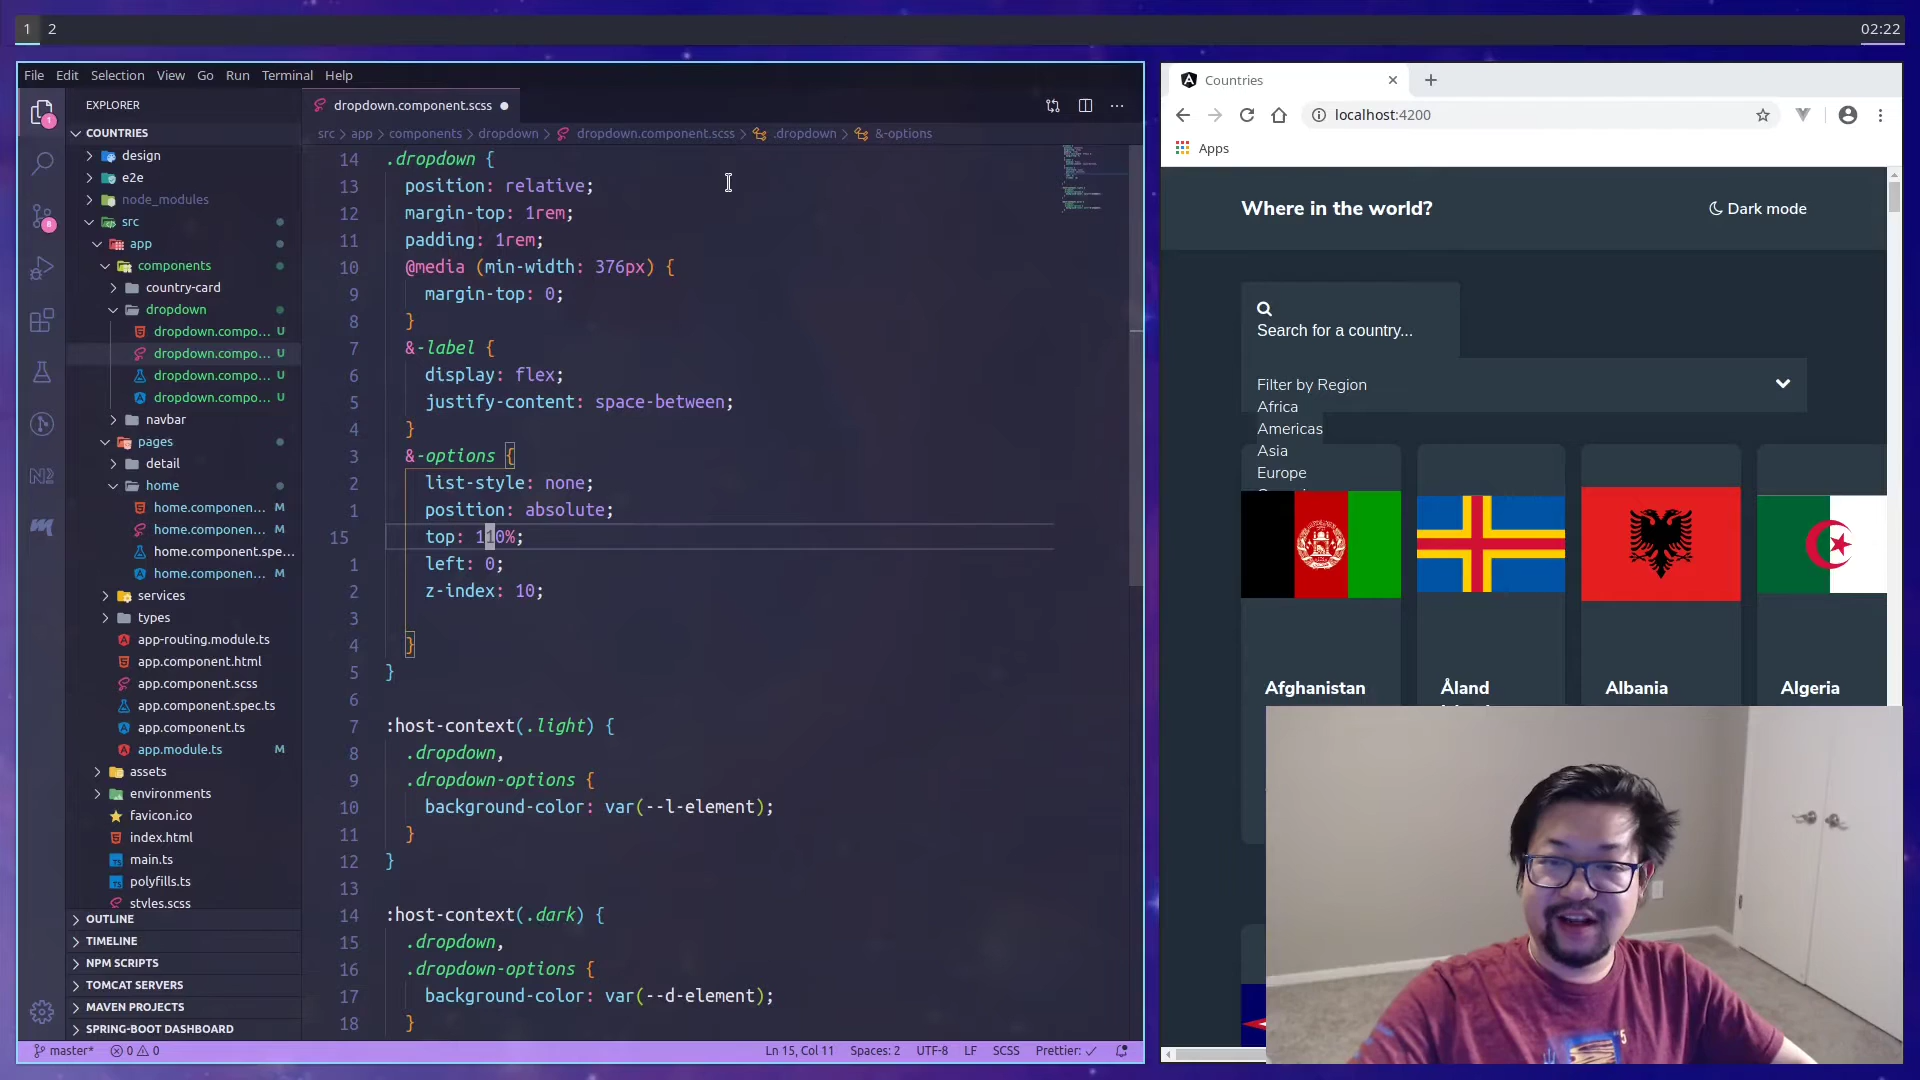 1 2 02:22
File Edit Selection View Go Run Terminal Help
EXPLORER
COUNTRIES
design
e2e
node_modules
src
app
components
country-card
dropdown
dropdown.compo... U
dropdown.compo... U
dropdown.compo... U
dropdown.compo... U
navbar
pages
detail
home
home.componen... M
home.componen... M
home.component.spe...
home.componen... M
services
types
app-routing.module.ts
app.component.html
app.component.scss
app.component.spec.ts
app.component.ts
app.module.ts M
assets
environments
favicon.ico
index.html
main.ts
polyfills.ts
styles.scss
OUTLINE
TIMELINE
NPM SCRIPTS
TOMCAT SERVERS
MAVEN PROJECTS
SPRING-BOOT DASHBOARD
1
8
dropdown.component.scss
src > app > components > dropdown > dropdown.component.scss > .dropdown > &-options
14 .dropdown {
13 position: relative;
12 margin-top: 1rem;
11 padding: 1rem;
10 @media (min-width: 376px) {
9 margin-top: 0;
8 }
7 &-label {
6 display: flex;
5 justify-content: space-between;
4 }
3 &-options {
2 list-style: none;
1 position: absolute;
15 top: 110%;
1 left: 0;
2 z-index: 10;
3
4 }
5 }
6
7 :host-context(.light) {
8 .dropdown,
9 .dropdown-options {
10 background-color: var(--l-element);
11 }
12 }
13
14 :host-context(.dark) {
15 .dropdown,
16 .dropdown-options {
17 background-color: var(--d-element);
18 }
master* 0 0 Ln 15, Col 11 Spaces: 2 UTF-8 LF SCSS Prettier: ✓
Countries
localhost:4200
Apps
Where in the world? Dark mode
Search for a country...
Filter by Region
Africa
Americas
Asia
Europe
Afghanistan Åland Albania Algeria